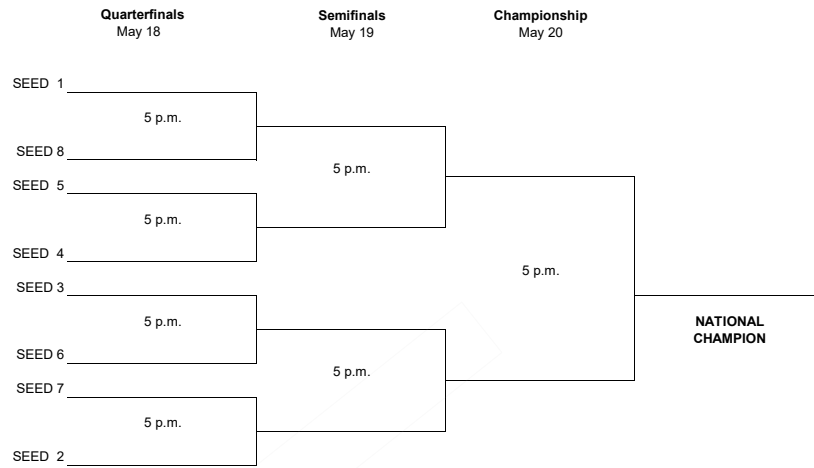 Quarterfinals
May 18
Semifinals
May 19
Championship
May 20
SEED 1
5 p.m.
SEED 8
5 p.m.
SEED 5
5 p.m.
SEED 4
5 p.m.
SEED 3
5 p.m.
NATIONAL
CHAMPION
SEED 6
5 p.m.
SEED 7
5 p.m.
SEED 2